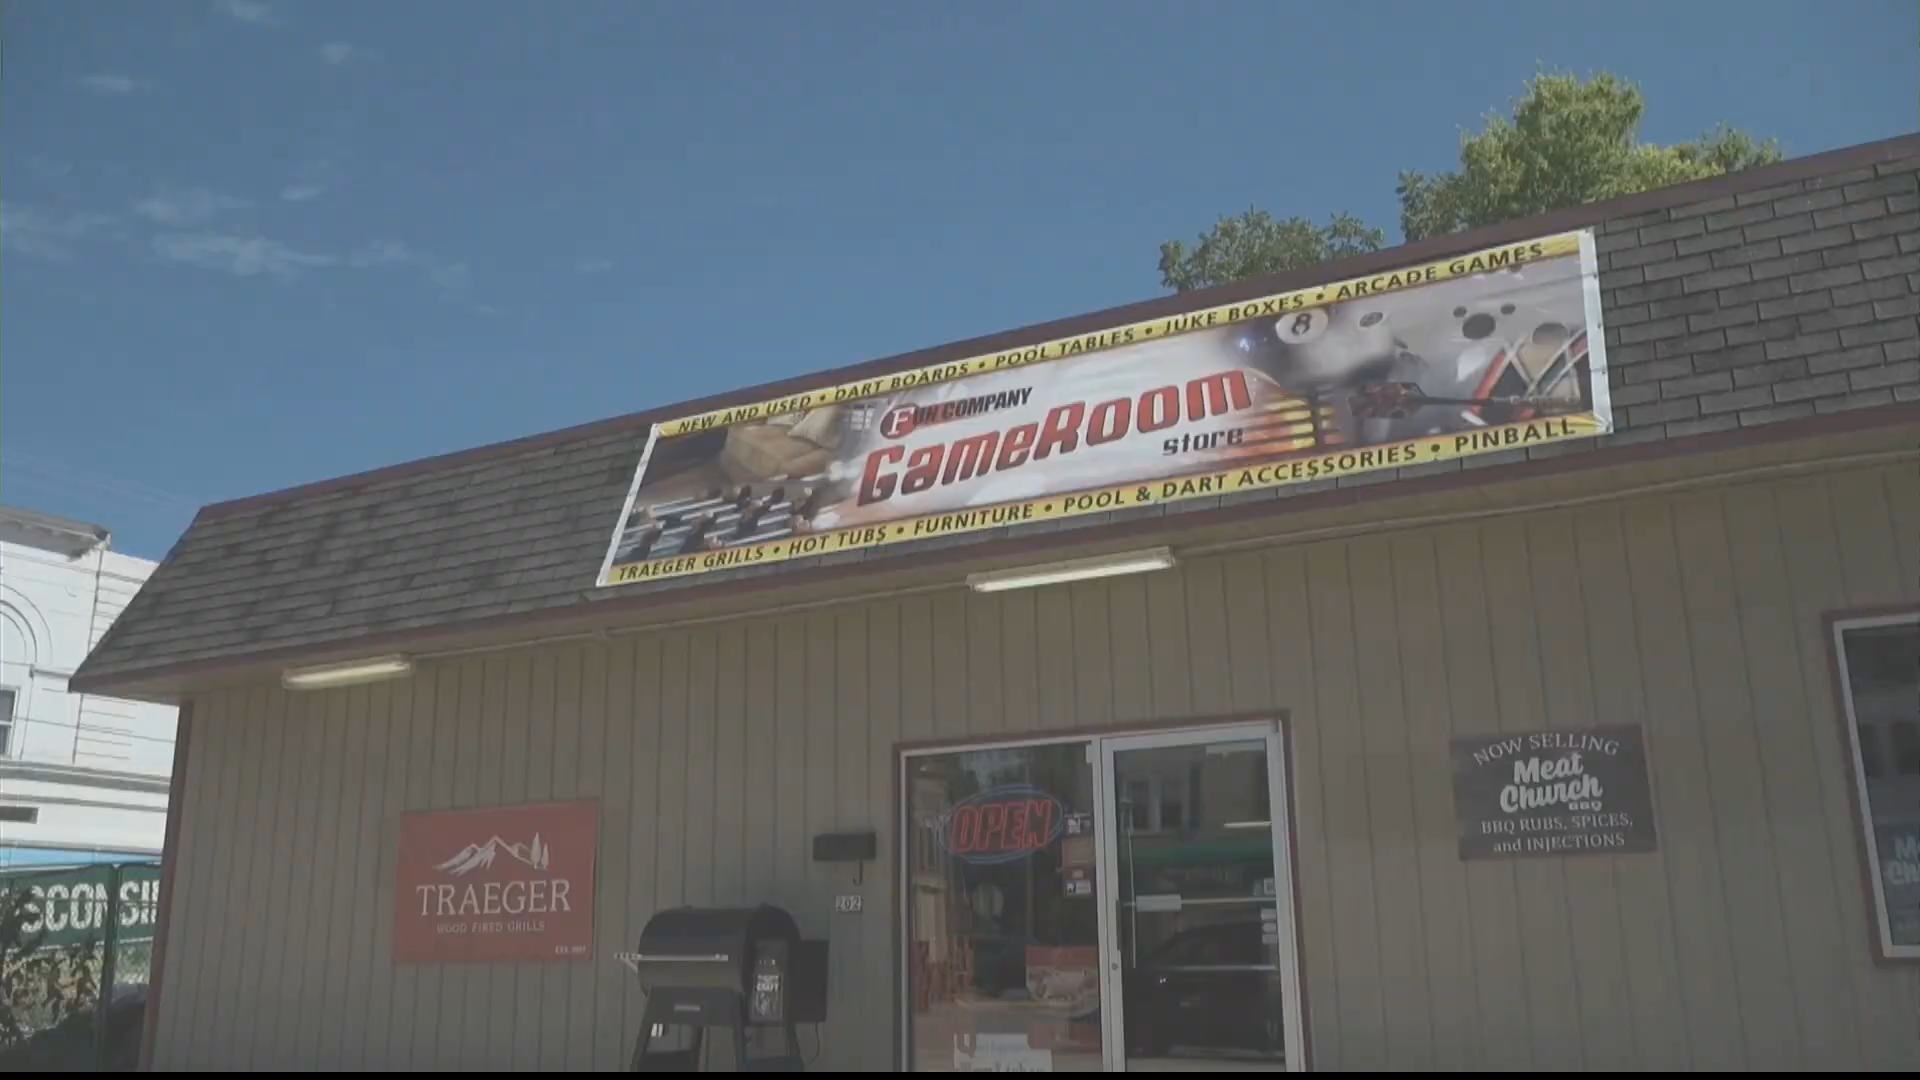 NEW AND USED • DART BOARDS • POOL TABLES • JUKE BOXES • ARCADE GAMES
FUN COMPANY
GameRoom
store
8
TRAEGER GRILLS • HOT TUBS • FURNITURE • POOL & DART ACCESSORIES • PINBALL
NOW SELLING
Meat
Church
BBQ
BBQ RUBS, SPICES,
and INJECTIONS
OPEN
TRAEGER
WOOD FIRED GRILLS
202